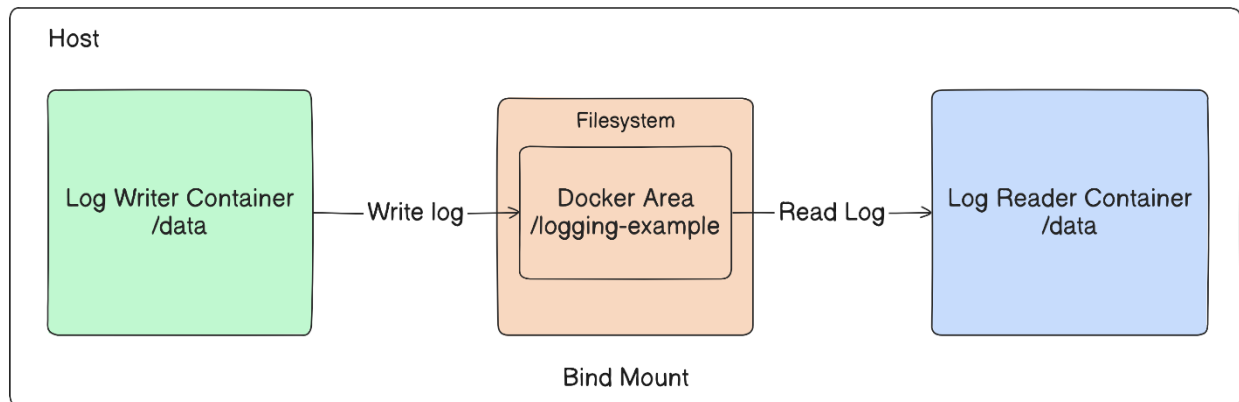 Host
Filesystem
Log Writer Container
/data
Write log
Docker Area
/logging-example
Read Log
Log Reader Container
/data
Bind Mount